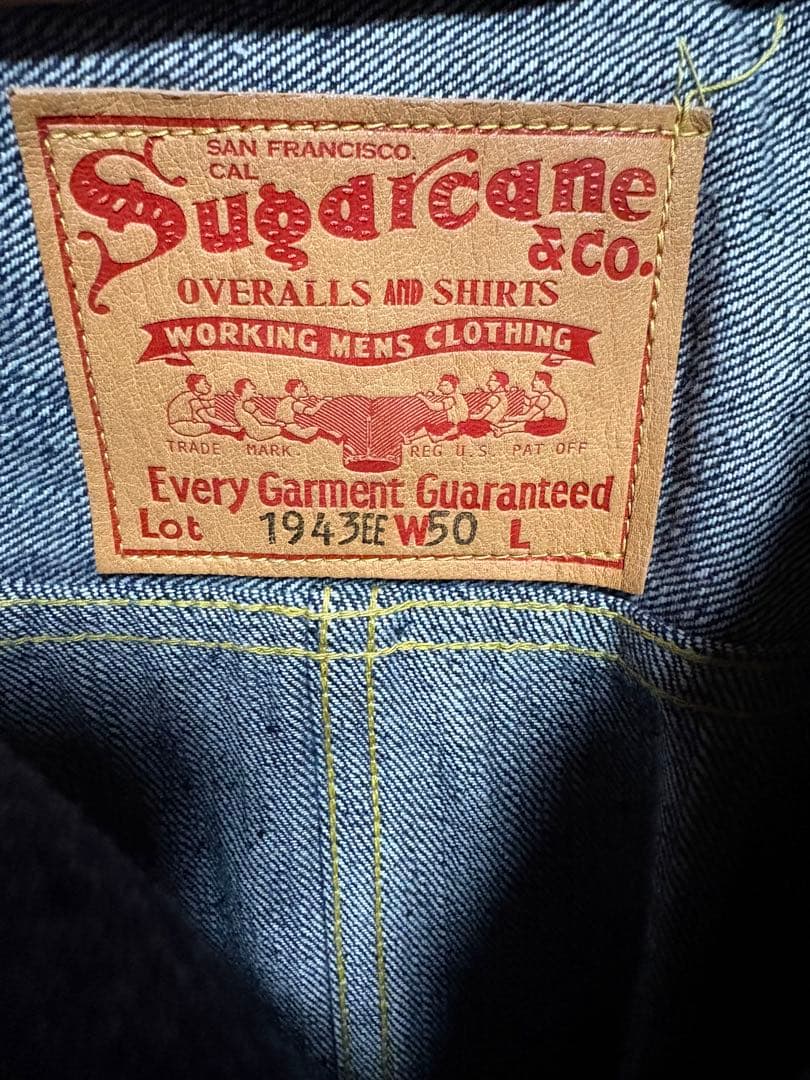 SAN FRANCISCO.
CAL
Sugarcane
& CO.
OVERALLS AND SHIRTS
WORKING MENS CLOTHING
TRADE MARK. REG U.S. PAT OFF
Every Garment Guaranteed
Lot 1943EE W50 L